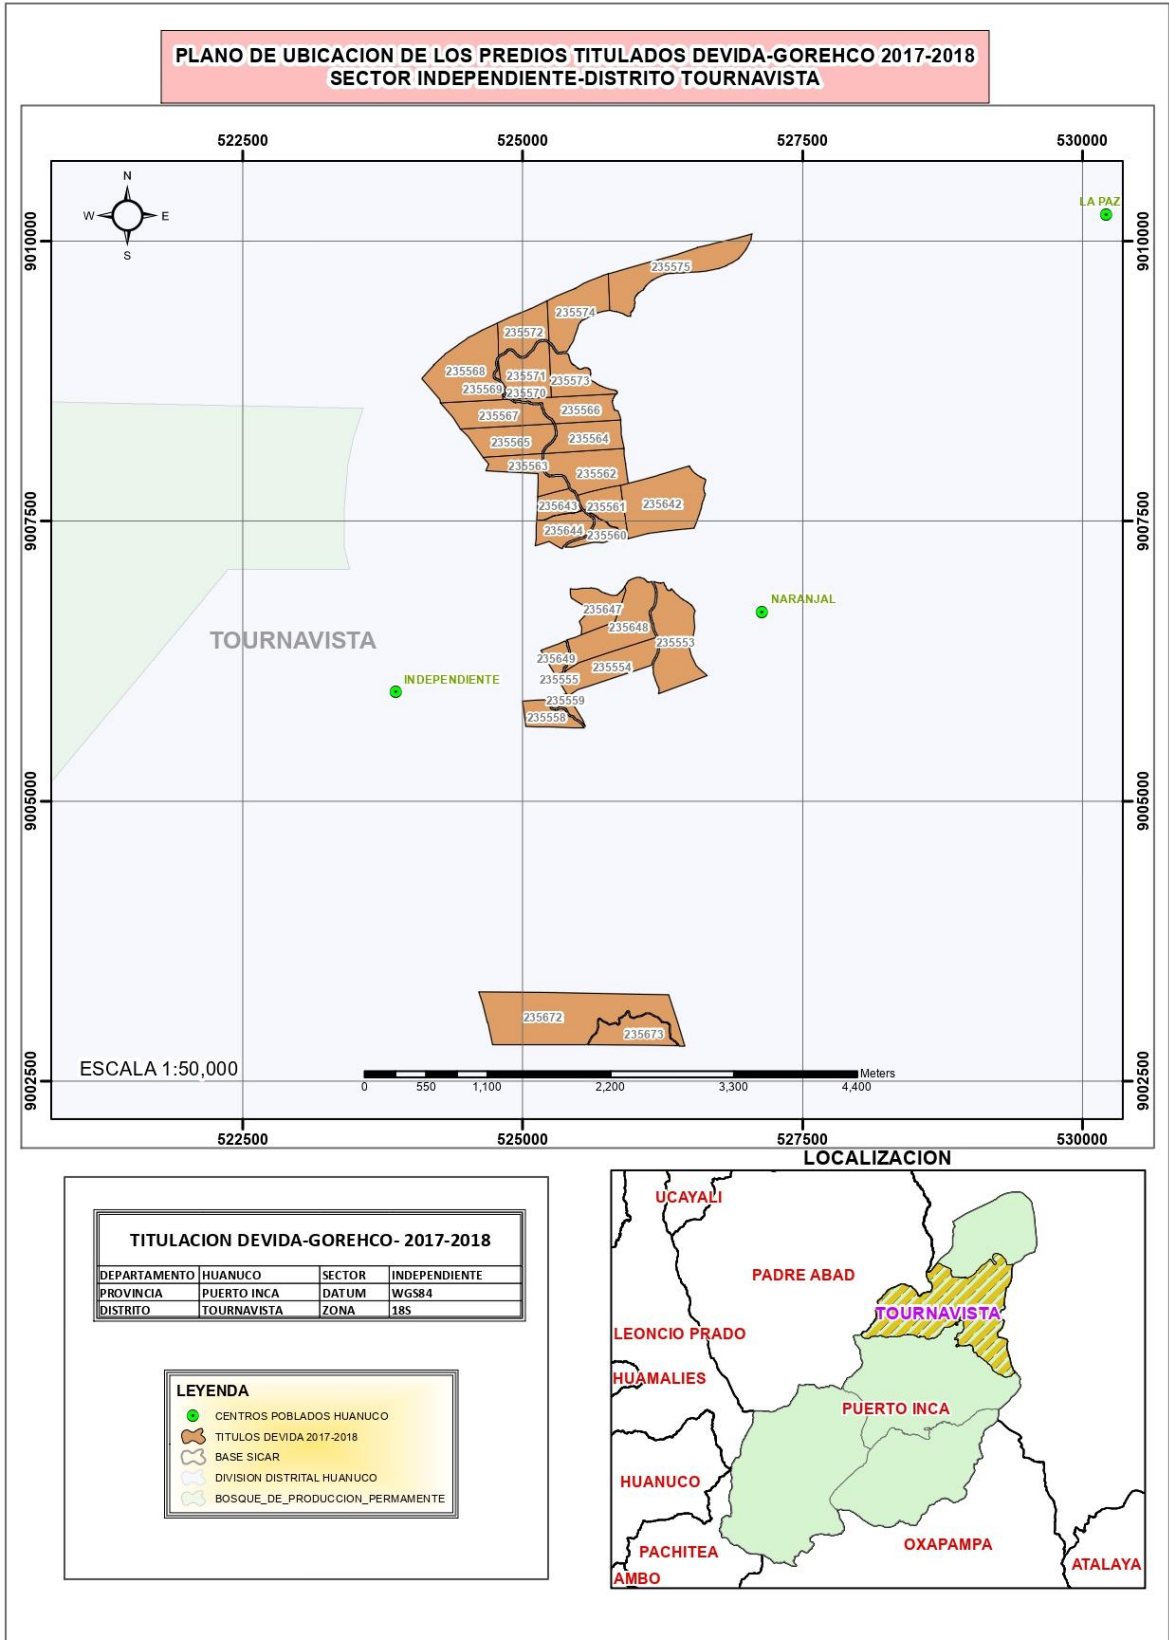 PLANO DE UBICACION DE LOS PREDIOS TITULADOS DEVIDA-GOREHCO 2017-2018
SECTOR INDEPENDIENTE-DISTRITO TOURNAVISTA
522500 525000 527500 530000
N
W E
S
LA PAZ
9010000 9010000
235575
235574
235572
235568 235571 235573
235569 235570
235567 235566
235565 235564
235563 235562
235643 235561 235642
235644 235560
9007500 9007500
235647
235648
235553
235649 235554
235555
235559
235558
NARANJAL
TOURNAVISTA
INDEPENDIENTE
9005000 9005000
235672
235673
ESCALA 1:50,000
0 550 1,100 2,200 3,300 4,400 Meters
9002500 9002500
522500 525000 527500 530000
LOCALIZACION
TITULACION DEVIDA-GOREHCO- 2017-2018
DEPARTAMENTO HUANUCO SECTOR INDEPENDIENTE
PROVINCIA PUERTO INCA DATUM WGS84
DISTRITO TOURNAVISTA ZONA 18S
LEYENDA
CENTROS POBLADOS HUANUCO
TITULOS DEVIDA 2017-2018
BASE SICAR
DIVISION DISTRITAL HUANUCO
BOSQUE_DE_PRODUCCION_PERMAMENTE
UCAYALI
PADRE ABAD
TOURNAVISTA
LEONCIO PRADO
HUAMALIES
PUERTO INCA
HUANUCO
OXAPAMPA
PACHITEA
ATALAYA
AMBO